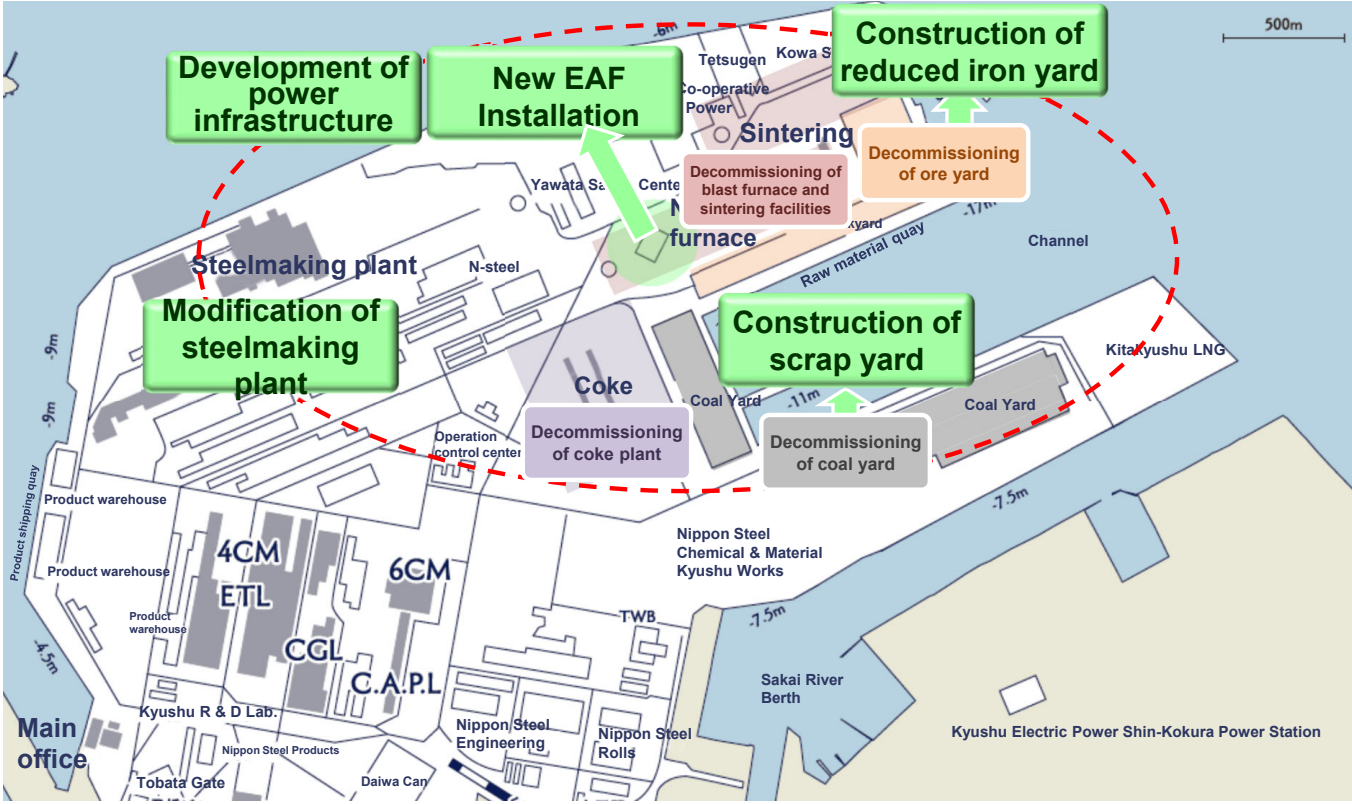 Development of
power
infrastructure
New EAF
Installation
Construction of
reduced iron yard
500m
-6m
Tetsugen
Kowa S
Co-operative
Power
Sintering
Decommissioning of
blast furnace and
sintering facilities
Decommissioning
of ore yard
-17m
Yawata
Cente
furnace
Raw material quay
Channel
Steelmaking plant
N-steel
Modification of
steelmaking
plant
Construction of
scrap yard
Kitakyushu LNG
-9m
-9m
Coke
Coal Yard
-11m
Coal Yard
Decommissioning
of coke plant
Decommissioning
of coal yard
Operation
control center
Product shipping quay
Product warehouse
-7.5m
Nippon Steel
Chemical & Material
Kyushu Works
4CM
ETL
6CM
Product warehouse
Product
warehouse
TWB
-7.5m
CGL
C.A.P.L
-4.5m
Sakai River
Berth
Main
office
Kyushu R & D Lab.
Nippon Steel
Engineering
Nippon Steel
Rolls
Kyushu Electric Power Shin-Kokura Power Station
Nippon Steel Products
Tobata Gate
Daiwa Can